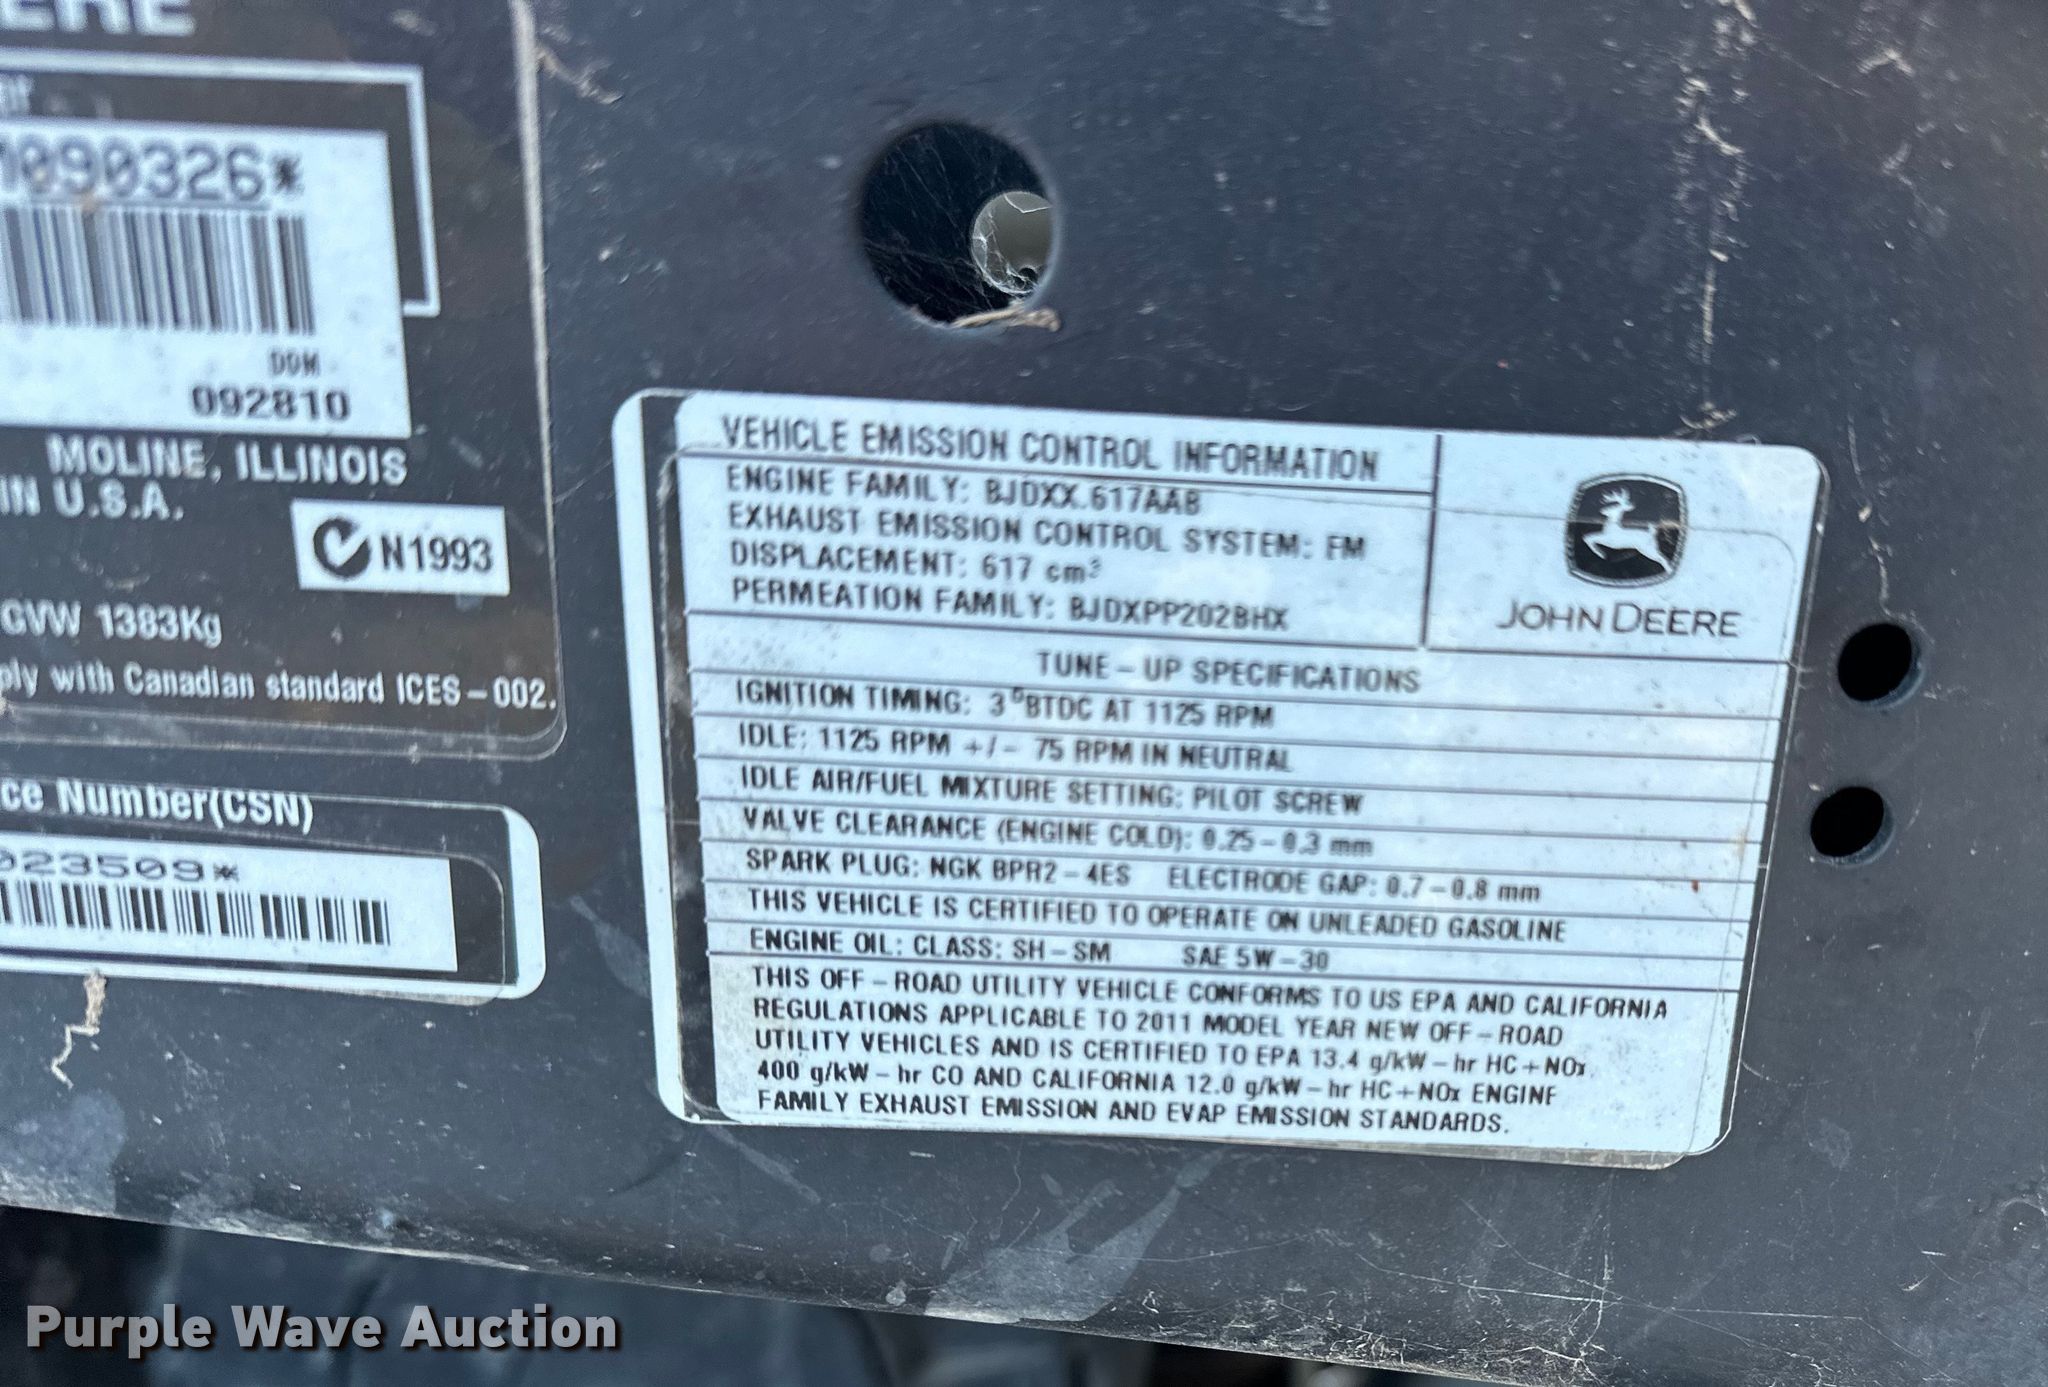 ERE
090326*
DOM
092810
MOLINE, ILLINOIS
IN U.S.A.
N1993
GVW 1383Kg
ply with Canadian standard ICES-002.
ce Number(CSN)
023509*
VEHICLE EMISSION CONTROL INFORMATION
ENGINE FAMILY: BJDXX.617AAB
EXHAUST EMISSION CONTROL SYSTEM: FM
DISPLACEMENT: 617 cm³
PERMEATION FAMILY: BJDXPP202BHX
JOHN DEERE
TUNE-UP SPECIFICATIONS
IGNITION TIMING: 3°BTDC AT 1125 RPM
IDLE: 1125 RPM +/- 75 RPM IN NEUTRAL
IDLE AIR/FUEL MIXTURE SETTING: PILOT SCREW
VALVE CLEARANCE (ENGINE COLD): 0.25-0.3 mm
SPARK PLUG: NGK BPR2-4ES ELECTRODE GAP: 0.7-0.8 mm
THIS VEHICLE IS CERTIFIED TO OPERATE ON UNLEADED GASOLINE
ENGINE OIL: CLASS: SH-SM SAE 5W-30
THIS OFF-ROAD UTILITY VEHICLE CONFORMS TO US EPA AND CALIFORNIA
REGULATIONS APPLICABLE TO 2011 MODEL YEAR NEW OFF-ROAD
UTILITY VEHICLES AND IS CERTIFIED TO EPA 13.4 g/kW-hr HC+NOx,
400 g/kW-hr CO AND CALIFORNIA 12.0 g/kW-hr HC+NOx ENGINE
FAMILY EXHAUST EMISSION AND EVAP EMISSION STANDARDS.
Purple Wave Auction